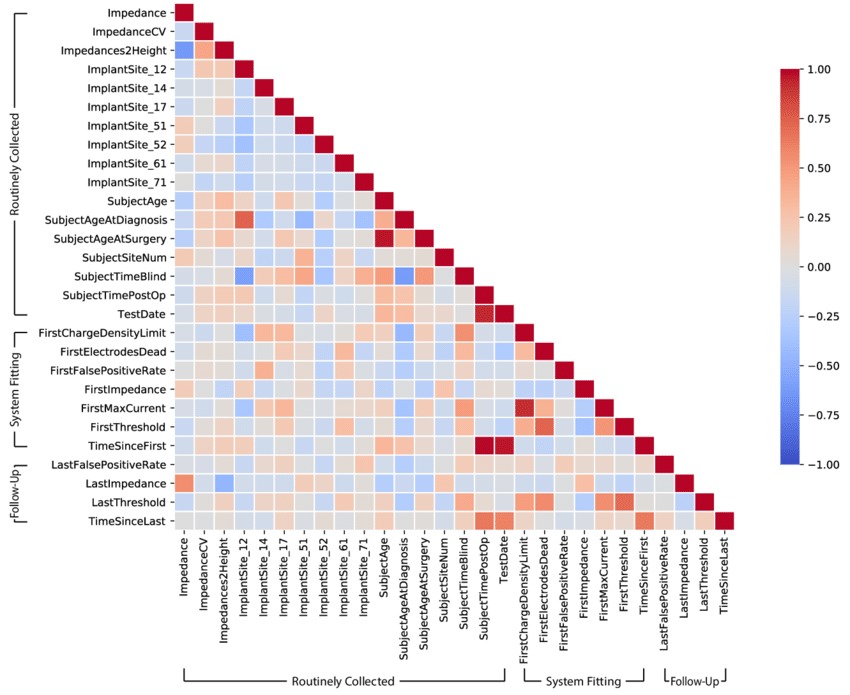 Impedance
ImpedanceCV
Impedances2Height
ImplantSite_12
ImplantSite_14
ImplantSite_17
ImplantSite_51
ImplantSite_52
ImplantSite_61
ImplantSite_71
SubjectAge
SubjectAgeAtDiagnosis
SubjectAgeAtSurgery
SubjectSiteNum
SubjectTimeBlind
SubjectTimePostOp
TestDate
FirstChargeDensityLimit
FirstElectrodesDead
FirstFalsePositiveRate
FirstImpedance
FirstMaxCurrent
FirstThreshold
TimeSinceFirst
LastFalsePositiveRate
LastImpedance
LastThreshold
TimeSinceLast
Routinely Collected
System Fitting
Follow-Up
1.00
0.75
0.50
0.25
0.00
−0.25
−0.50
−0.75
−1.00
Impedance
ImpedanceCV
Impedances2Height
ImplantSite_12
ImplantSite_14
ImplantSite_17
ImplantSite_51
ImplantSite_52
ImplantSite_61
ImplantSite_71
SubjectAge
SubjectAgeAtDiagnosis
SubjectAgeAtSurgery
SubjectSiteNum
SubjectTimeBlind
SubjectTimePostOp
TestDate
FirstChargeDensityLimit
FirstElectrodesDead
FirstFalsePositiveRate
FirstImpedance
FirstMaxCurrent
FirstThreshold
TimeSinceFirst
LastFalsePositiveRate
LastImpedance
LastThreshold
TimeSinceLast
Routinely Collected
System Fitting
Follow-Up